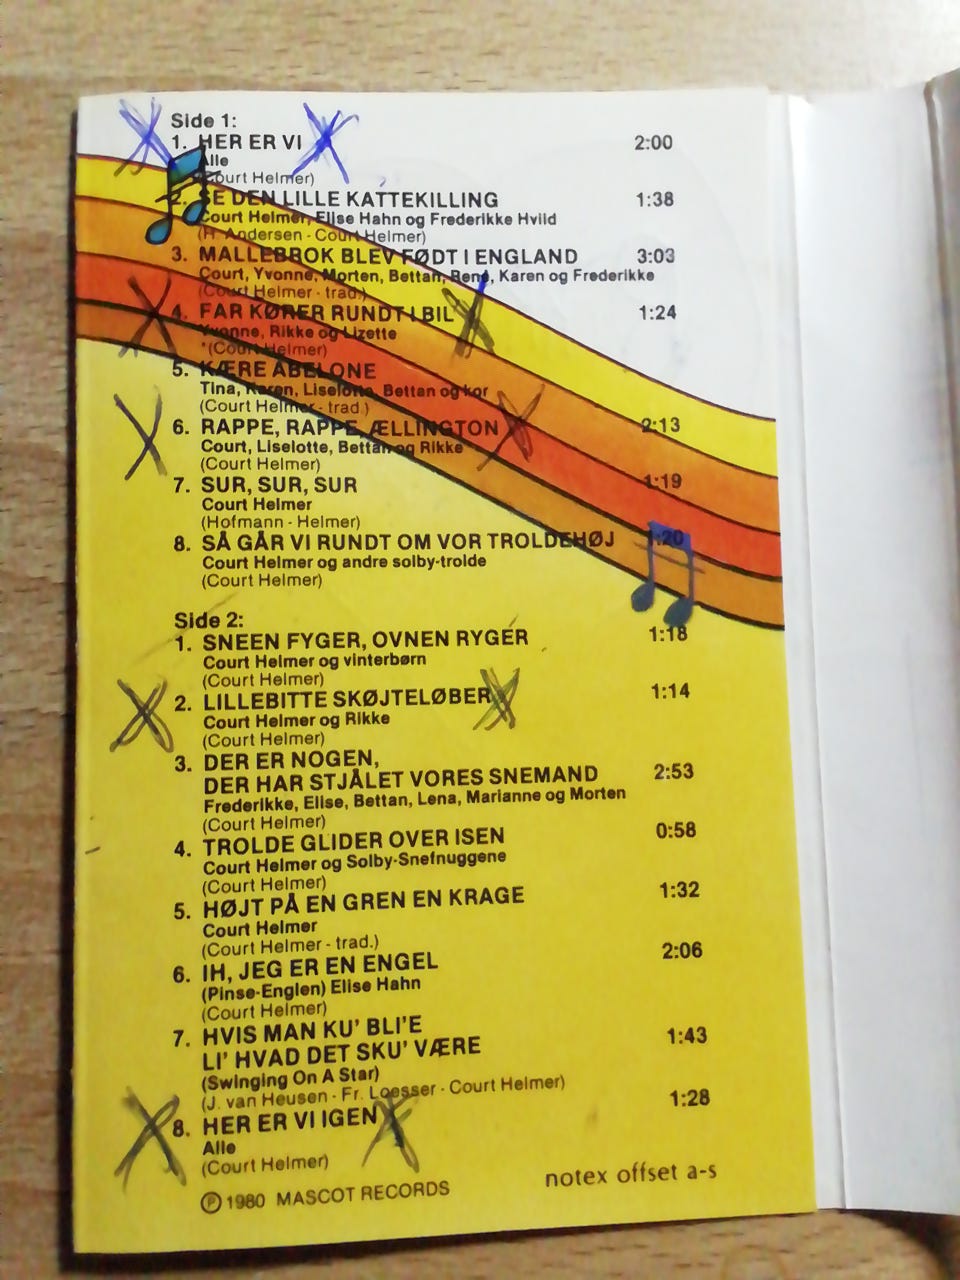 Side 1:
1. HER ER VI 2:00
Alle
(Court Helmer)
2. SE DEN LILLE KATTEKILLING 1:38
Court Helmer, Elise Hahn og Frederikke Hvild
(H. Andersen - Court Helmer)
3. MALLEBROK BLEV FØDT I ENGLAND 3:03
Court, Yvonne, Morten, Bettan, René, Karen og Frederikke
(Court Helmer - trad.)
4. FAR KØRER RUNDT I BIL 1:24
Yvonne, Rikke og Lizette
(Court Helmer)
5. KÆRE ABELONE
Tina, Karen, Liselotte, Bettan og kor
(Court Helmer - trad.)
6. RAPPE, RAPPE, ÆLLINGTON 2:13
Court, Liselotte, Bettan og Rikke
(Court Helmer)
7. SUR, SUR, SUR 1:19
Court Helmer
(Hofmann - Helmer)
8. SÅ GÅR VI RUNDT OM VOR TROLDEHØJ 1:20
Court Helmer og andre solby-trolde
(Court Helmer)
Side 2:
1. SNEEN FYGER, OVNEN RYGER 1:18
Court Helmer og vinterbørn
(Court Helmer)
2. LILLEBITTE SKØJTELØBER 1:14
Court Helmer og Rikke
(Court Helmer)
3. DER ER NOGEN,
DER HAR STJÅLET VORES SNEMAND 2:53
Frederikke, Elise, Bettan, Lena, Marianne og Morten
(Court Helmer)
4. TROLDE GLIDER OVER ISEN 0:58
Court Helmer og Solby-Snefnuggene
(Court Helmer)
5. HØJT PÅ EN GREN EN KRAGE 1:32
Court Helmer
(Court Helmer - trad.)
6. IH, JEG ER EN ENGEL 2:06
(Pinse-Englen) Elise Hahn
(Court Helmer)
7. HVIS MAN KU' BLI'E
LI' HVAD DET SKU' VÆRE 1:43
(Swinging On A Star)
(J. van Heusen - Fr. Loesser - Court Helmer)
8. HER ER VI IGEN 1:28
Alle
(Court Helmer)
Ⓟ 1980 MASCOT RECORDS
notex offset a-s